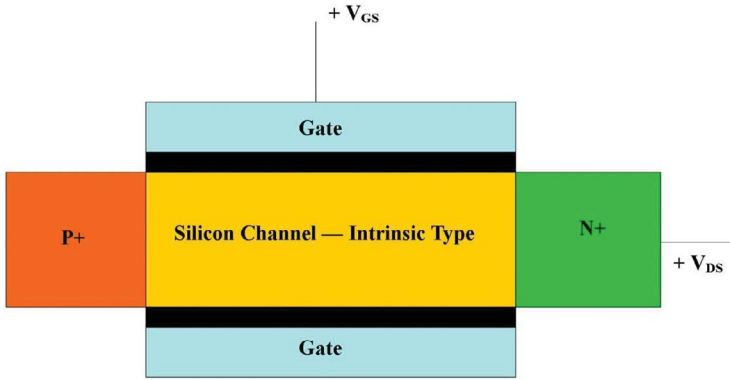 + VGS
Gate
P+
Silicon Channel — Intrinsic Type
N+
+ VDS
Gate